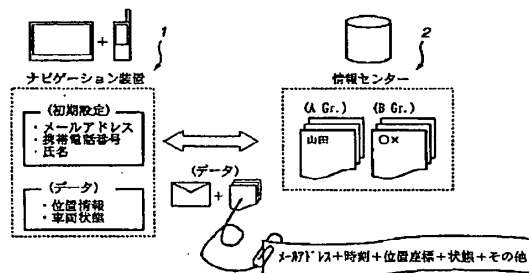 1
2
ナビゲーション装置
情報センター
(初期設定)
・メールアドレス
・携帯電話番号
・氏名
(データ)
・位置情報
・車両状態
(データ)
(A Gr.)
(B Gr.)
山田
○×
メールアドレス+時刻+位置座標+状態+その他